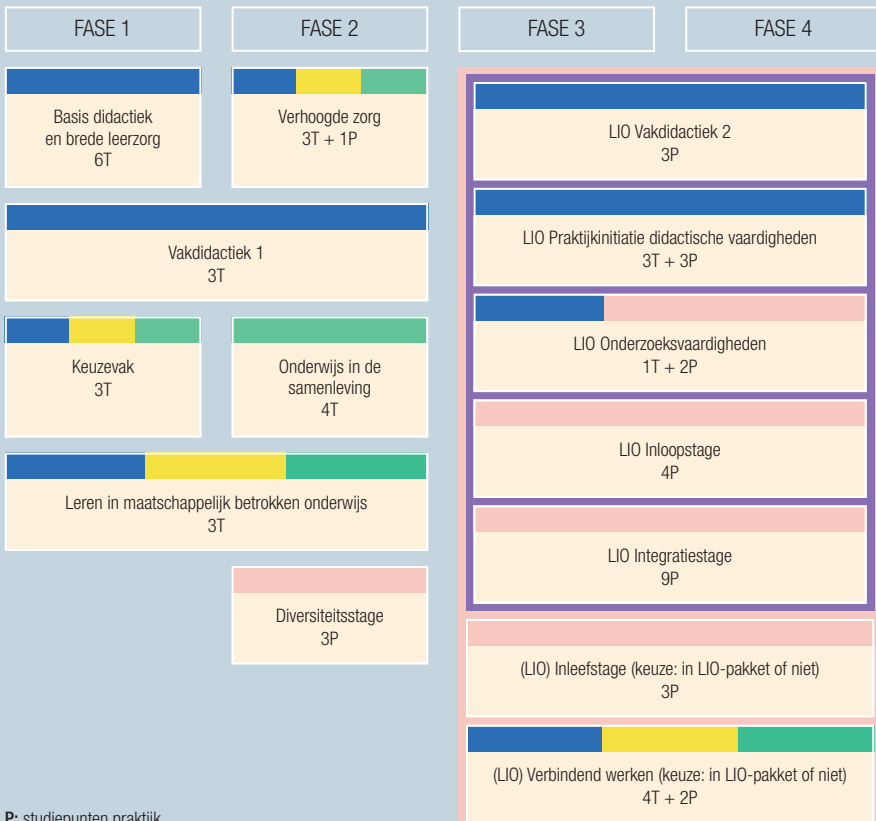 FASE 1
FASE 2
FASE 3
FASE 4
Basis didactiek
en brede leerzorg
6T
Verhoogde zorg
3T + 1P
Vakdidactiek 1
3T
Keuzevak
3T
Onderwijs in de
samenleving
4T
Leren in maatschappelijk betrokken onderwijs
3T
Diversiteitsstage
3P
LIO Vakdidactiek 2
3P
LIO Praktijkinitiatie didactische vaardigheden
3T + 3P
LIO Onderzoeksvaardigheden
1T + 2P
LIO Inloopstage
4P
LIO Integratiestage
9P
(LIO) Inleefstage (keuze: in LIO-pakket of niet)
3P
(LIO) Verbindend werken (keuze: in LIO-pakket of niet)
4T + 2P
P: studiepunten praktijk